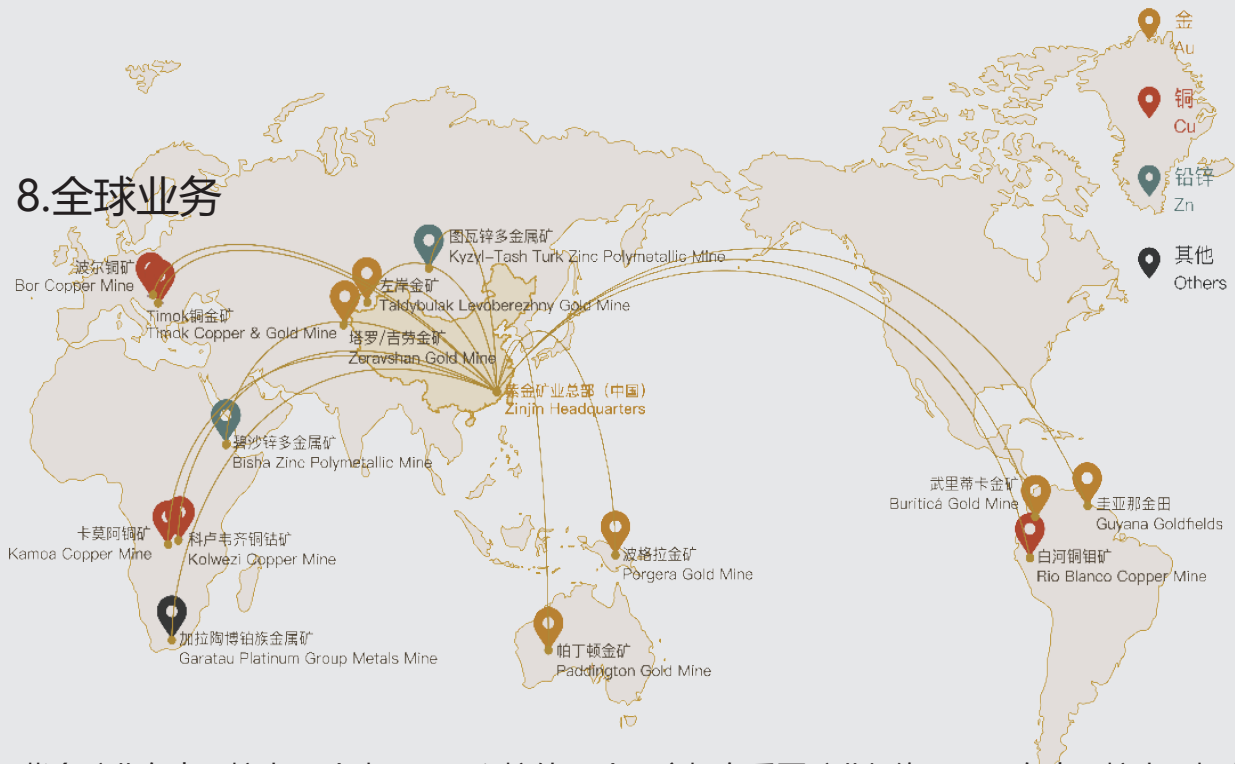 金
Au
铜
Cu
铅锌
Zn
其他
Others
8.全球业务
图瓦锌多金属矿
Kyzyl-Tash Turk Zinc Polymetallic Mine
波尔铜矿
Bor Copper Mine
左岸金矿
Taldybulak Levoberezhny Gold Mine
Timok铜金矿
Timok Copper & Gold Mine
塔罗/吉劳金矿
Zeravshan Gold Mine
紫金矿业总部（中国）
Zinjin Headquarters
碧沙锌多金属矿
Bisha Zinc Polymetallic Mine
武里蒂卡金矿
Buriticá Gold Mine
圭亚那金田
Guyana Goldfields
卡莫阿铜矿
Kamoa Copper Mine
科卢韦齐铜钴矿
Kolwezi Copper Mine
波格拉金矿
Porgera Gold Mine
白河铜钼矿
Rio Blanco Copper Mine
加拉陶博铂族金属矿
Garatau Platinum Group Metals Mine
帕丁顿金矿
Paddington Gold Mine